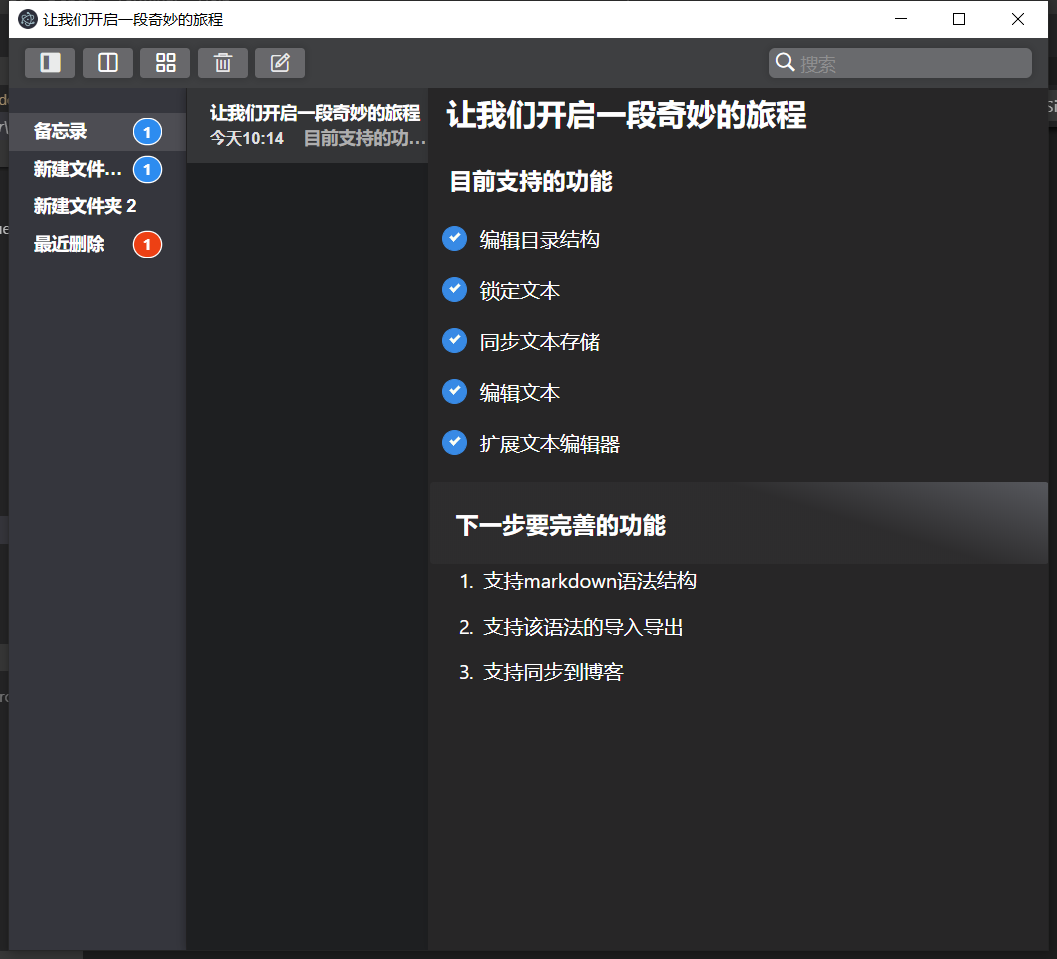 让我们开启一段奇妙的旅程
搜索
备忘录 1
新建文件... 1
新建文件夹 2
最近删除 1
让我们开启一段奇妙的旅程
今天10:14 目前支持的功...
让我们开启一段奇妙的旅程
目前支持的功能
编辑目录结构
锁定文本
同步文本存储
编辑文本
扩展文本编辑器
下一步要完善的功能
1. 支持markdown语法结构
2. 支持该语法的导入导出
3. 支持同步到博客